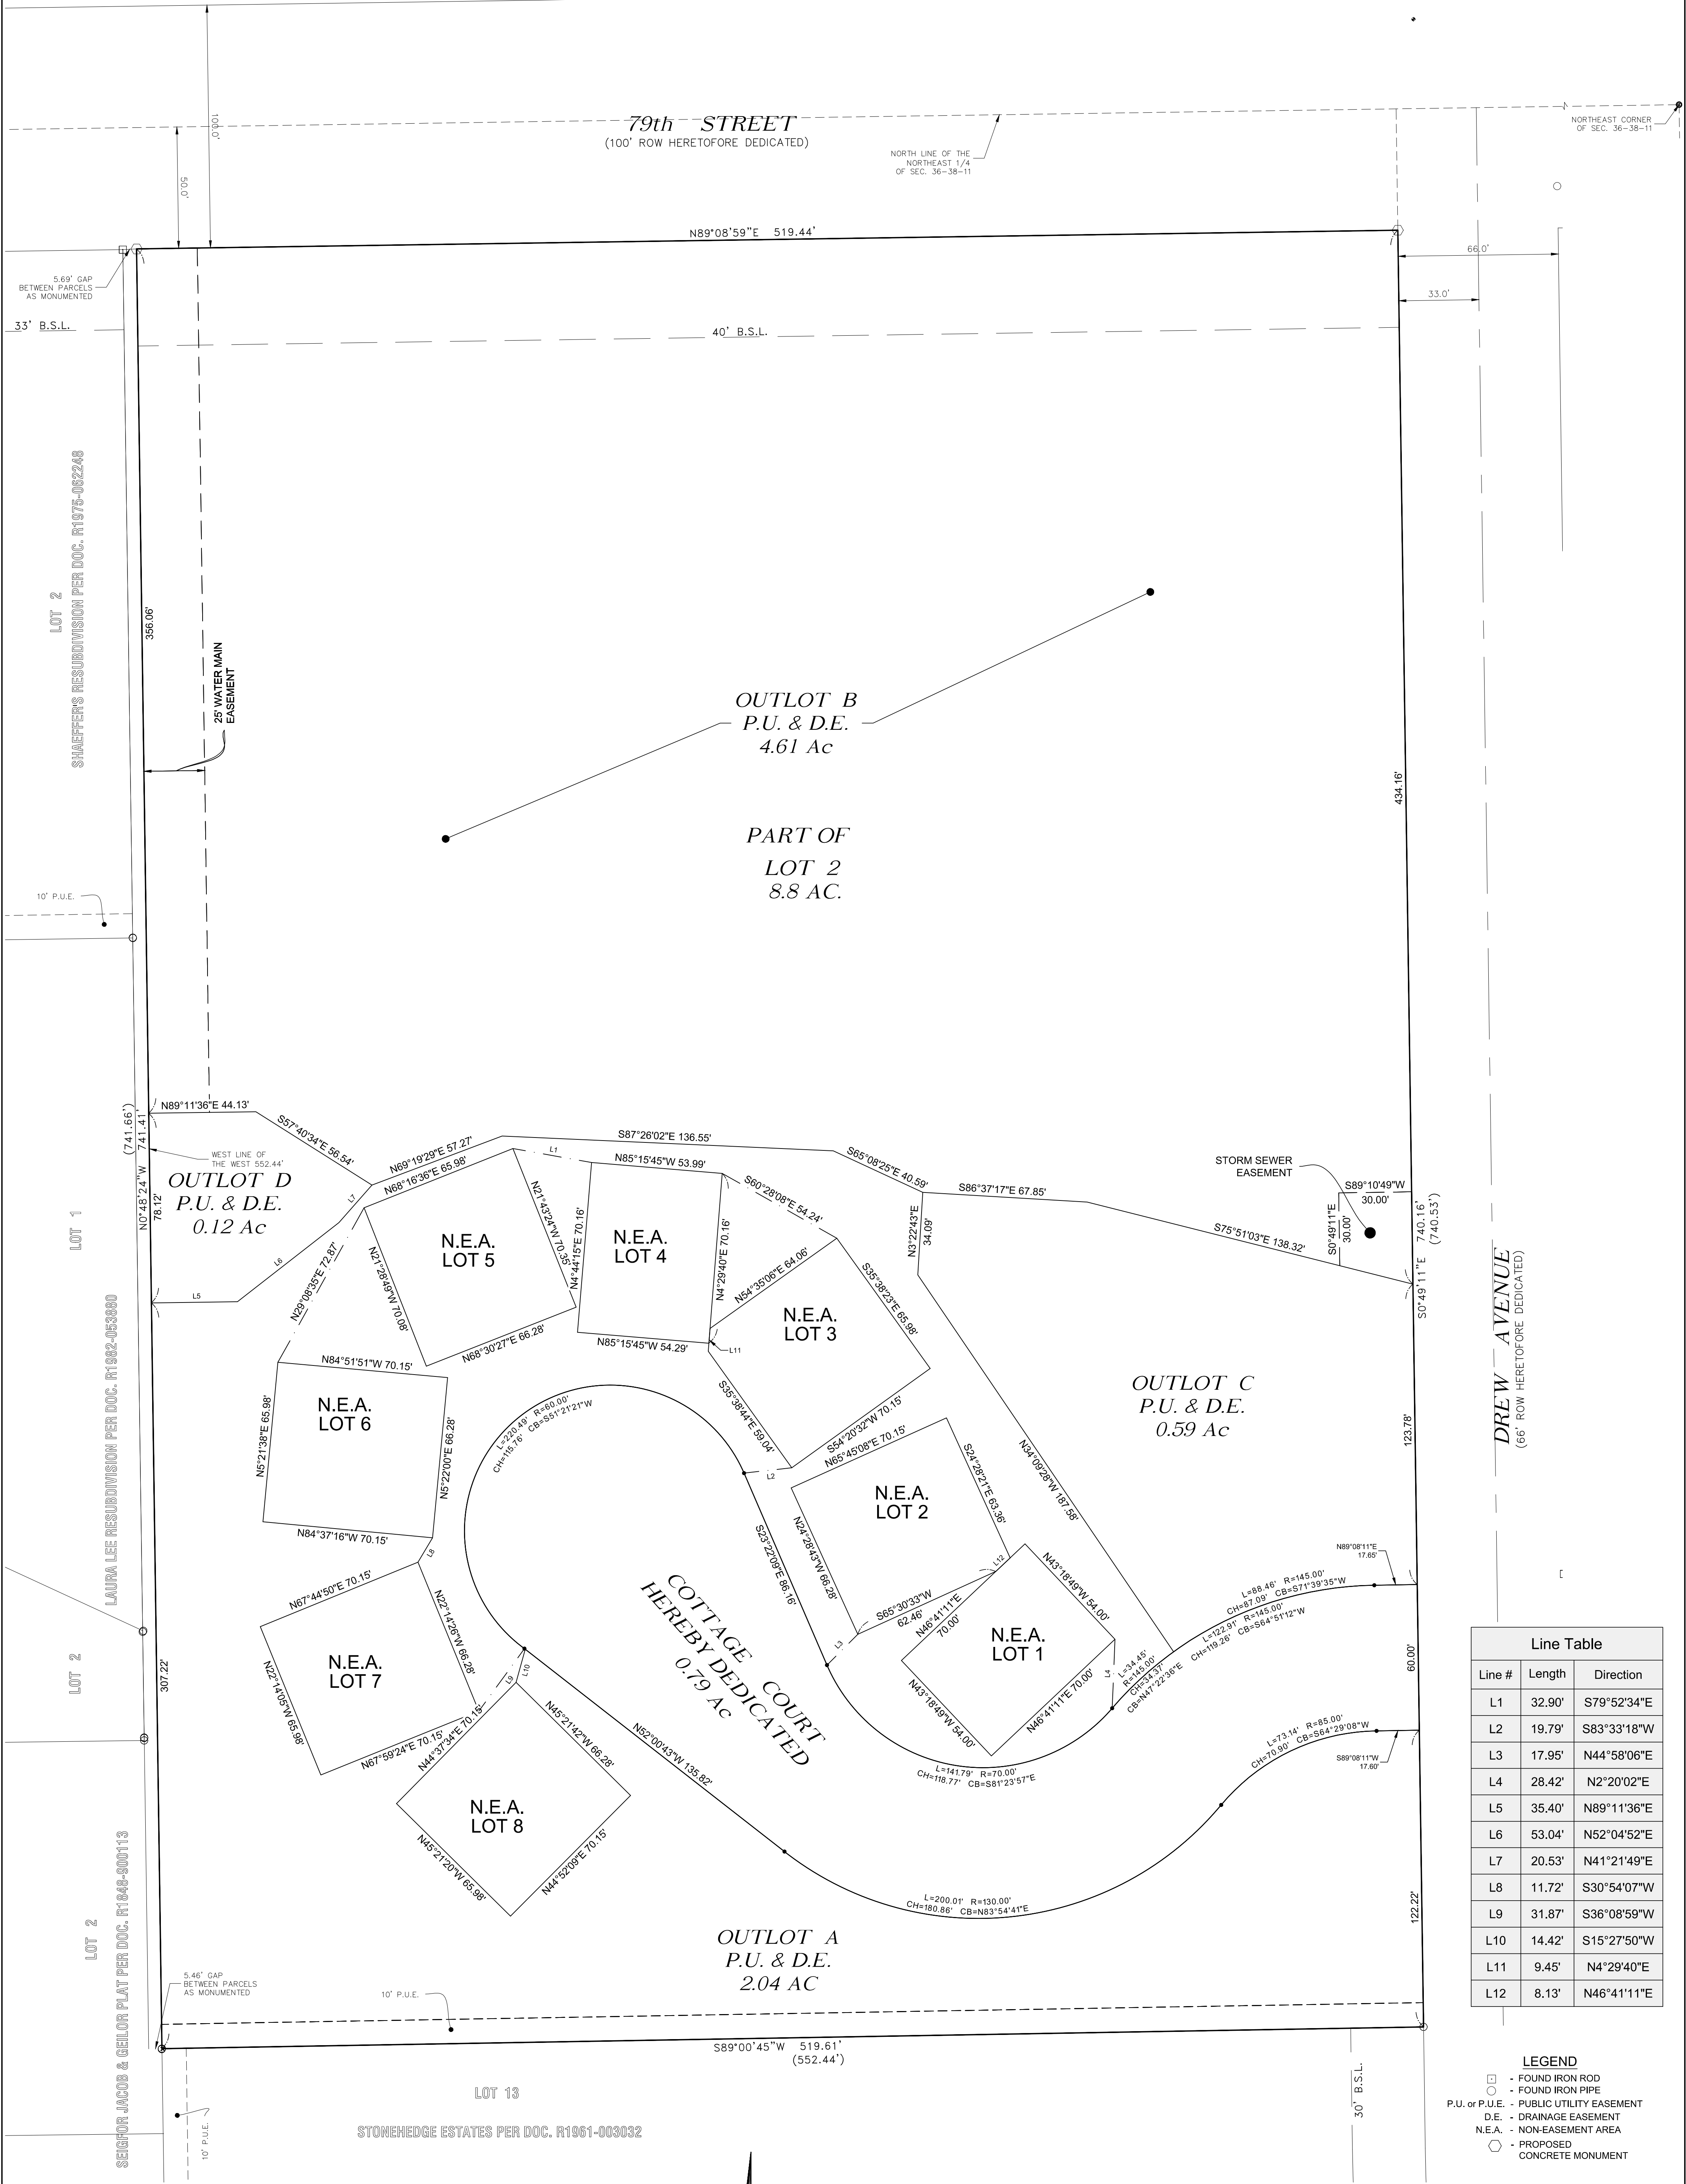 100.0'
50.0'
79th STREET
(100' ROW HERETOFORE DEDICATED)
NORTH LINE OF THE
NORTHEAST 1/4
OF SEC. 36-38-11
NORTHEAST CORNER
OF SEC. 36-38-11
N89°08'59"E 519.44'
66.0'
33.0'
5.69' GAP
BETWEEN PARCELS
AS MONUMENTED
33' B.S.L.
40' B.S.L.
LOT 2
SHAEFFER'S RESUBDIVISION PER DOC. R1975-062248
356.06'
25' WATER MAIN
EASEMENT
OUTLOT B
P.U. & D.E.
4.61 Ac
PART OF
LOT 2
8.8 AC.
434.16'
10' P.U.E.
N89°11'36"E 44.13'
S57°40'34"E 56.54'
(741.66')
N0°48'24"W 741.41'
WEST LINE OF
THE WEST 552.44'
OUTLOT D
P.U. & D.E.
0.12 Ac
78.12'
L7
L6
L5
N69°19'29"E 57.27'
N68°16'36"E 65.98'
S87°26'02"E 136.55'
L1
N85°15'45"W 53.99'
S65°08'25"E 40.59'
S60°28'08"E 54.24'
S86°37'17"E 67.85'
N3°22'43"E
34.09'
S75°51'03"E 138.32'
STORM SEWER
EASEMENT
S89°10'49"W
30.00'
S0°49'11"E
30.00'
S0°49'11"E 740.16'
(740.53')
DREW AVENUE
(66' ROW HERETOFORE DEDICATED)
LOT 1
LAURA LEE RESUBDIVISION PER DOC. R1982-053880
N29°08'35"E 72.87'
N21°28'49"W 70.08'
N.E.A.
LOT 5
N21°43'24"W 70.35'
N68°30'27"E 66.28'
N4°44'15"E 70.16'
N.E.A.
LOT 4
N4°29'40"E 70.16'
N85°15'45"W 54.29'
L11
N54°35'06"E 64.06'
N.E.A.
LOT 3
S35°38'23"E 65.98'
S35°38'44"E 59.04'
S54°20'32"W 70.15'
OUTLOT C
P.U. & D.E.
0.59 Ac
123.78'
N84°51'51"W 70.15'
N5°21'38"E 65.98'
N.E.A.
LOT 6
N5°22'00"E 66.28'
N84°37'16"W 70.15'
L8
L=220.49' R=60.00'
CH=115.76' CB=S51°21'21"W
L2
N65°45'08"E 70.15'
N.E.A.
LOT 2
S24°28'21"E 63.36'
N24°28'43"W 66.28'
L12
S65°30'33"W
62.46'
L3
S23°22'09"E 86.16'
N34°09'28"W 187.58'
N46°41'11"E
70.00'
N43°18'49"W 54.00'
N.E.A.
LOT 1
N43°18'49"W 54.00'
N46°41'11"E 70.00'
L4
L=34.45'
R=145.00'
CH=34.37'
CB=N47°22'36"E
L=88.46' R=145.00'
CH=87.09' CB=S71°39'35"W
L=122.91' R=145.00'
CH=119.26' CB=S64°51'12"W
N89°08'11"E
17.65'
60.00'
L=73.14' R=85.00'
CH=70.90' CB=S64°29'08"W
S89°08'11"W
17.60'
N67°44'50"E 70.15'
N22°14'26"W 66.28'
N.E.A.
LOT 7
N22°14'05"W 65.98'
N67°59'24"E 70.15'
L9
L10
N44°37'34"E 70.15'
N45°21'42"W 66.28'
N.E.A.
LOT 8
N45°21'20"W 65.98'
N44°52'09"E 70.15'
COTTAGE COURT
HEREBY DEDICATED
0.79 Ac
N52°00'43"W 135.82'
L=141.79' R=70.00'
CH=118.77' CB=S81°23'57"E
L=200.01' R=130.00'
CH=180.86' CB=N83°54'41"E
LOT 2
307.22'
LOT 2
SEIGFOR JACOB & GEILOR PLAT PER DOC. R1848-900113
5.46' GAP
BETWEEN PARCELS
AS MONUMENTED
10' P.U.E.
OUTLOT A
P.U. & D.E.
2.04 AC
122.22'
S89°00'45"W 519.61'
(552.44')
LOT 13
STONEHEDGE ESTATES PER DOC. R1961-003032
10' P.U.E.
30' B.S.L.
Line Table
Line # Length Direction
L1 32.90' S79°52'34"E
L2 19.79' S83°33'18"W
L3 17.95' N44°58'06"E
L4 28.42' N2°20'02"E
L5 35.40' N89°11'36"E
L6 53.04' N52°04'52"E
L7 20.53' N41°21'49"E
L8 11.72' S30°54'07"W
L9 31.87' S36°08'59"W
L10 14.42' S15°27'50"W
L11 9.45' N4°29'40"E
L12 8.13' N46°41'11"E
LEGEND
- FOUND IRON ROD
- FOUND IRON PIPE
P.U. or P.U.E. - PUBLIC UTILITY EASEMENT
D.E. - DRAINAGE EASEMENT
N.E.A. - NON-EASEMENT AREA
- PROPOSED
CONCRETE MONUMENT